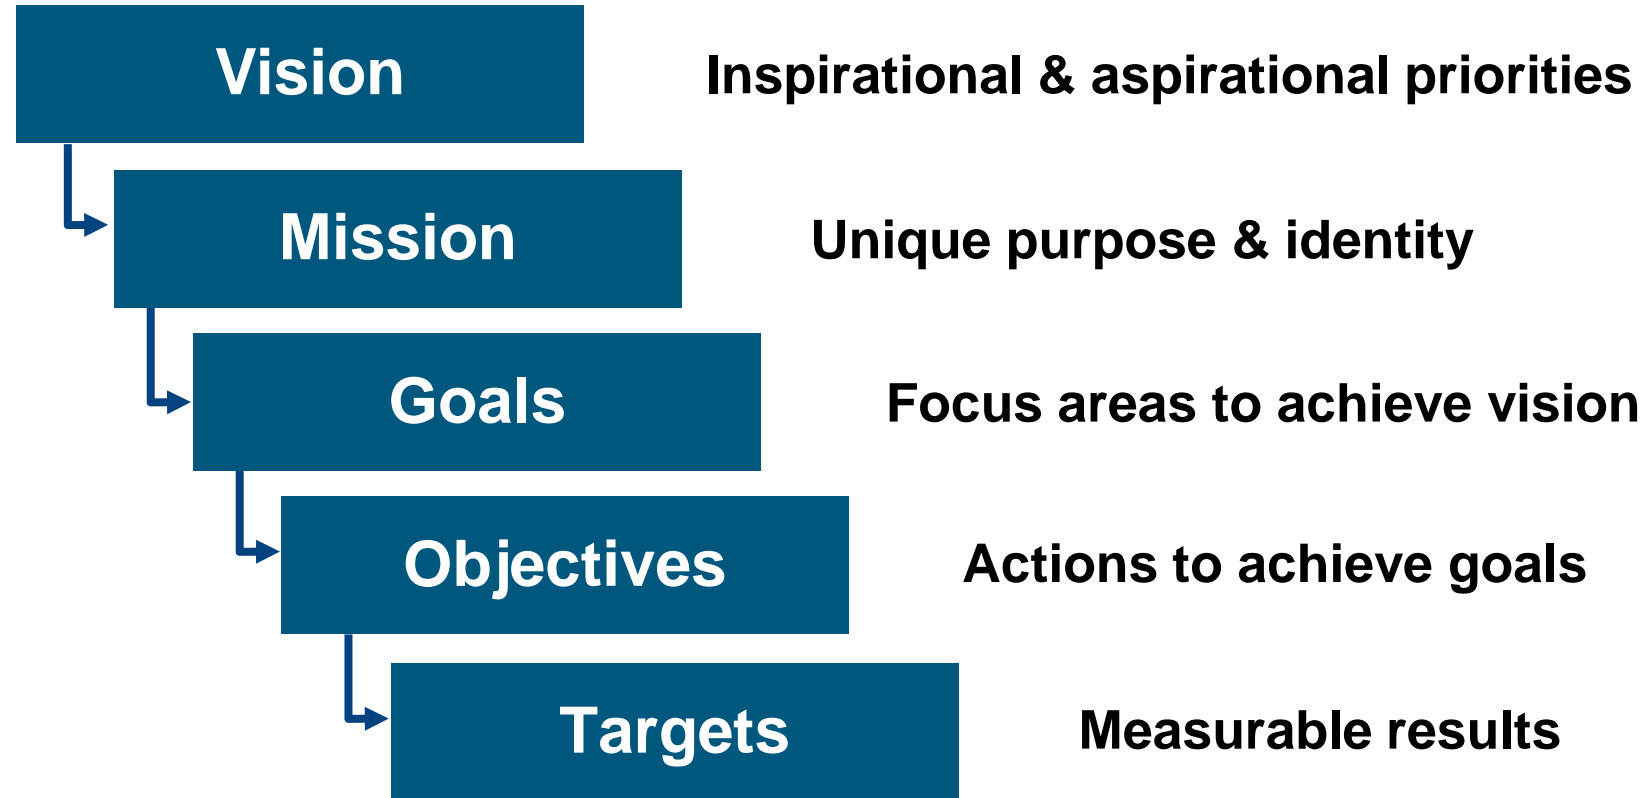 Vision
Inspirational & aspirational priorities
Mission
Unique purpose & identity
Goals
Focus areas to achieve vision
Objectives
Actions to achieve goals
Targets
Measurable results